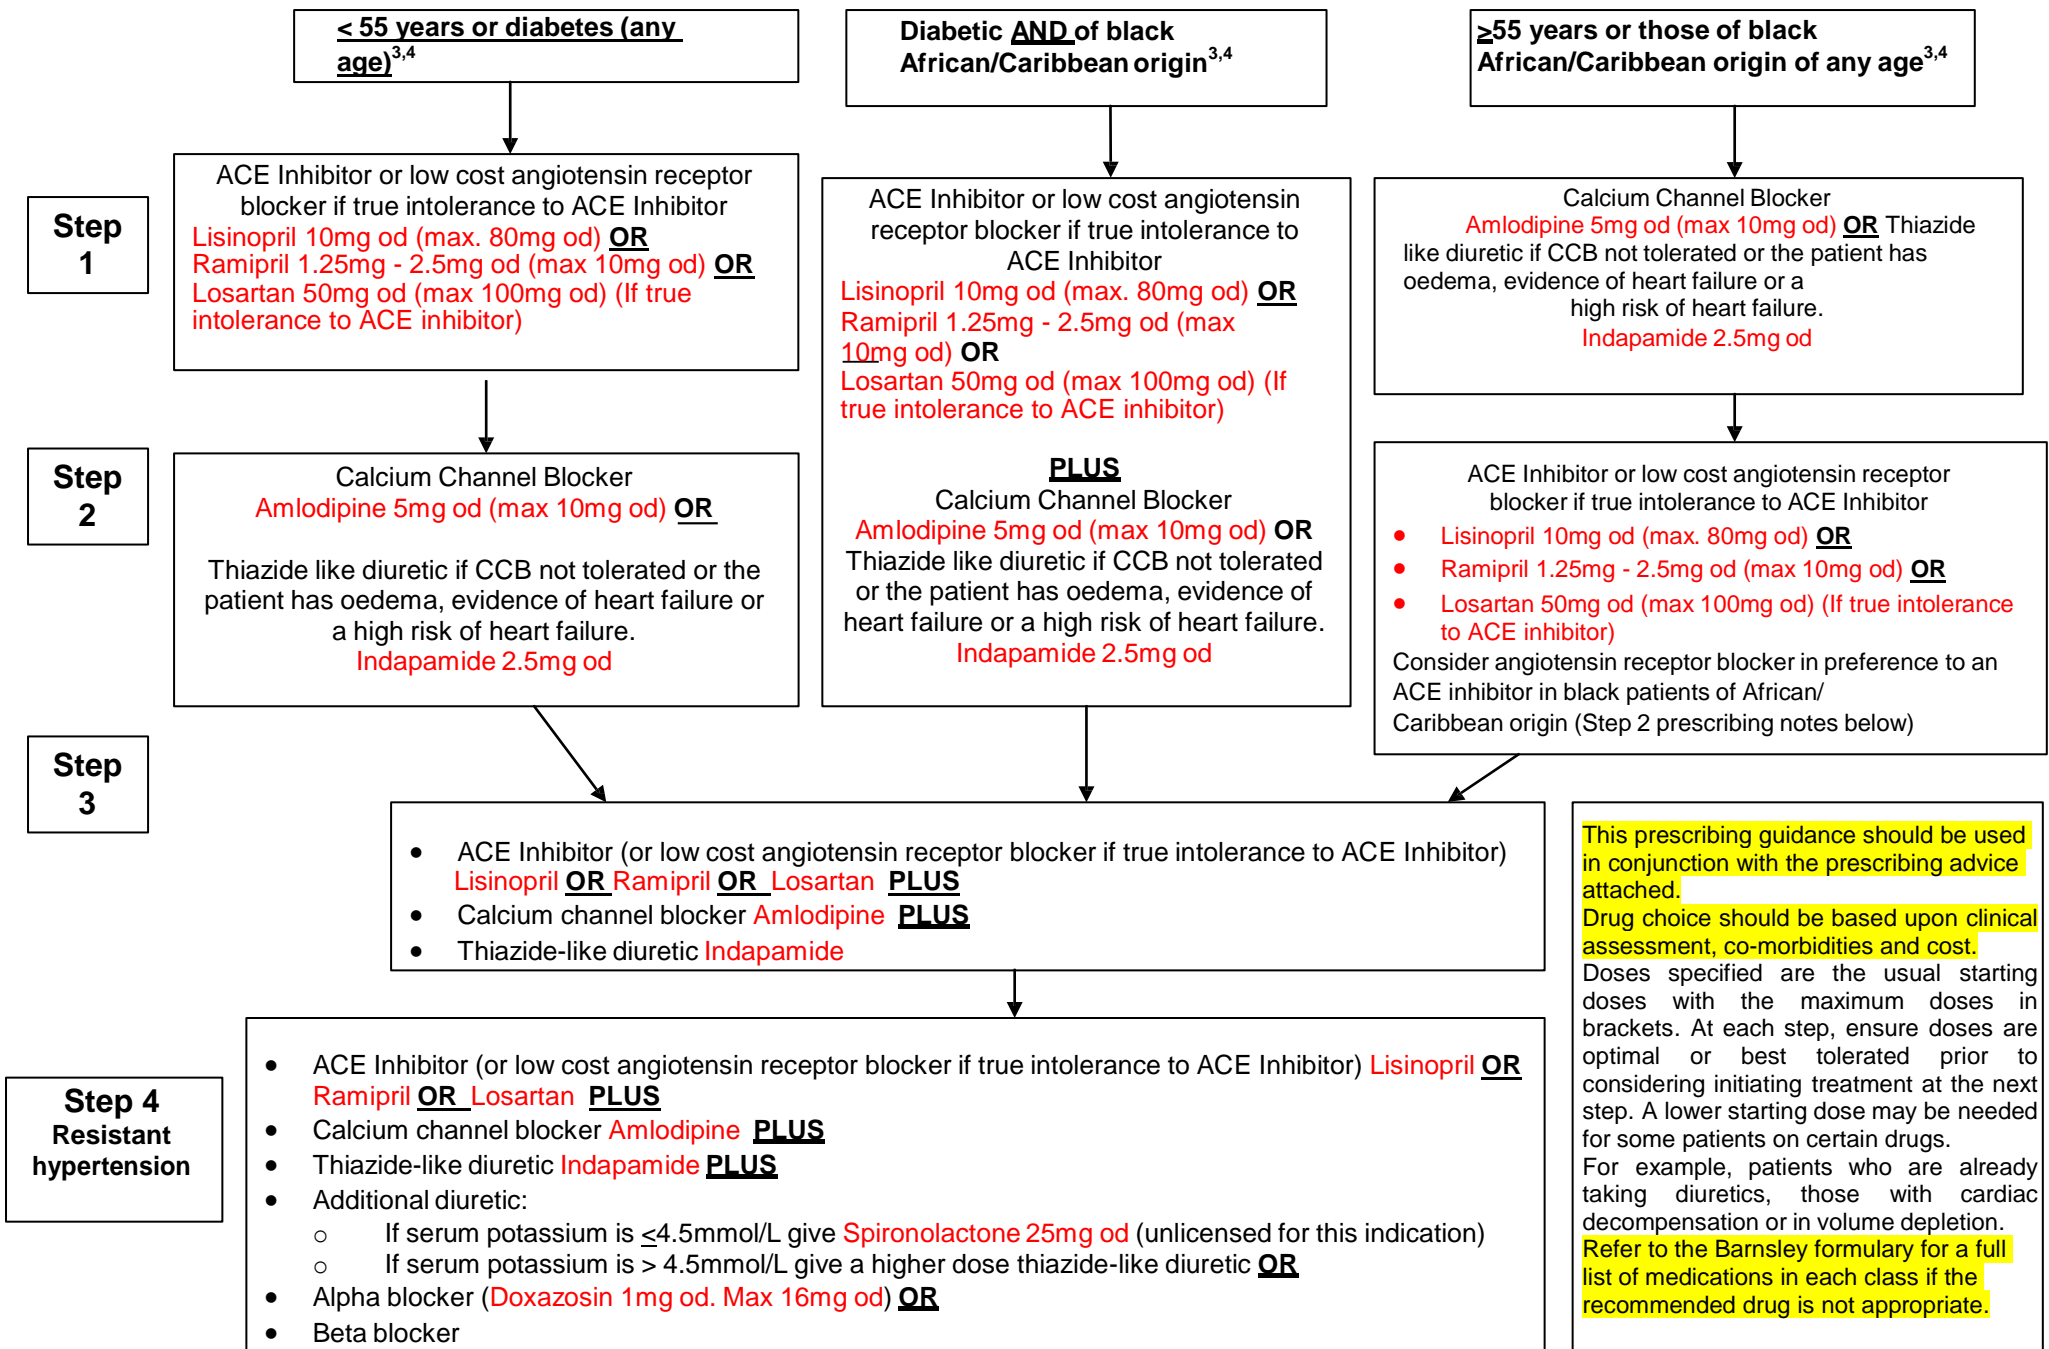 < 55 years or diabetes (any
age)3,4
Diabetic AND of black
African/Caribbean origin3,4
≥55 years or those of black
African/Caribbean origin of any age3,4
Step
1
ACE Inhibitor or low cost angiotensin receptor
blocker if true intolerance to ACE Inhibitor
Lisinopril 10mg od (max. 80mg od) OR
Ramipril 1.25mg - 2.5mg od (max 10mg od) OR
Losartan 50mg od (max 100mg od) (If true
intolerance to ACE inhibitor)
ACE Inhibitor or low cost angiotensin
receptor blocker if true intolerance to
ACE Inhibitor
Lisinopril 10mg od (max. 80mg od) OR
Ramipril 1.25mg - 2.5mg od (max
10mg od) OR
Losartan 50mg od (max 100mg od) (If
true intolerance to ACE inhibitor)
PLUS
Calcium Channel Blocker
Amlodipine 5mg od (max 10mg od) OR
Thiazide like diuretic if CCB not tolerated
or the patient has oedema, evidence of
heart failure or a high risk of heart failure.
Indapamide 2.5mg od
Calcium Channel Blocker
Amlodipine 5mg od (max 10mg od) OR Thiazide
like diuretic if CCB not tolerated or the patient has
oedema, evidence of heart failure or a
high risk of heart failure.
Indapamide 2.5mg od
Step
2
Calcium Channel Blocker
Amlodipine 5mg od (max 10mg od) OR
Thiazide like diuretic if CCB not tolerated or the
patient has oedema, evidence of heart failure or
a high risk of heart failure.
Indapamide 2.5mg od
ACE Inhibitor or low cost angiotensin receptor
blocker if true intolerance to ACE Inhibitor
• Lisinopril 10mg od (max. 80mg od) OR
• Ramipril 1.25mg - 2.5mg od (max 10mg od) OR
• Losartan 50mg od (max 100mg od) (If true intolerance
to ACE inhibitor)
Consider angiotensin receptor blocker in preference to an
ACE inhibitor in black patients of African/
Caribbean origin (Step 2 prescribing notes below)
Step
3
• ACE Inhibitor (or low cost angiotensin receptor blocker if true intolerance to ACE Inhibitor)
Lisinopril OR Ramipril OR Losartan PLUS
• Calcium channel blocker Amlodipine PLUS
• Thiazide-like diuretic Indapamide
Step 4
Resistant
hypertension
• ACE Inhibitor (or low cost angiotensin receptor blocker if true intolerance to ACE Inhibitor) Lisinopril OR
Ramipril OR Losartan PLUS
• Calcium channel blocker Amlodipine PLUS
• Thiazide-like diuretic Indapamide PLUS
• Additional diuretic:
o If serum potassium is ≤4.5mmol/L give Spironolactone 25mg od (unlicensed for this indication)
o If serum potassium is > 4.5mmol/L give a higher dose thiazide-like diuretic OR
• Alpha blocker (Doxazosin 1mg od. Max 16mg od) OR
• Beta blocker
This prescribing guidance should be used
in conjunction with the prescribing advice
attached.
Drug choice should be based upon clinical
assessment, co-morbidities and cost.
Doses specified are the usual starting
doses with the maximum doses in
brackets. At each step, ensure doses are
optimal or best tolerated prior to
considering initiating treatment at the next
step. A lower starting dose may be needed
for some patients on certain drugs.
For example, patients who are already
taking diuretics, those with cardiac
decompensation or in volume depletion.
Refer to the Barnsley formulary for a full
list of medications in each class if the
recommended drug is not appropriate.